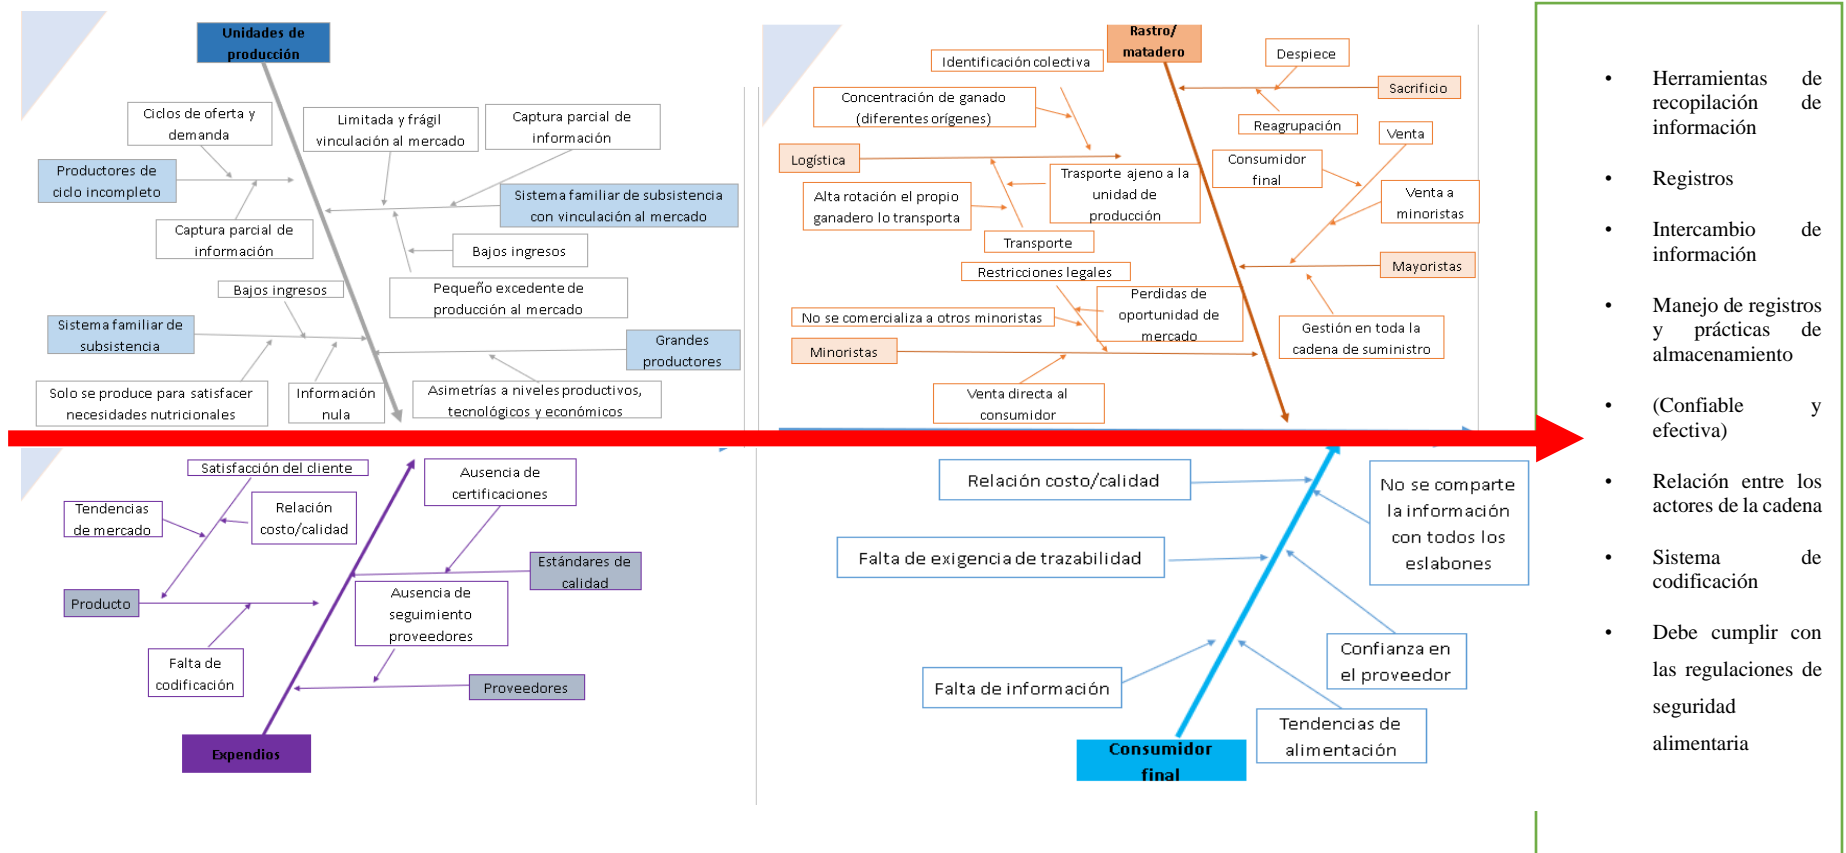 Unidades de
producción
Ciclos de oferta y
demanda
Limitada y frágil
vinculación al mercado
Captura parcial de
información
Productores de
ciclo incompleto
Sistema familiar de subsistencia
con vinculación al mercado
Captura parcial de
información
Bajos ingresos
Bajos ingresos
Pequeño excedente de
producción al mercado
Sistema familiar de
subsistencia
Grandes
productores
Solo se produce para satisfacer
necesidades nutricionales
Información
nula
Asimetrías a niveles productivos,
tecnológicos y económicos
Rastro/
matadero
Identificación colectiva
Despiece
Concentración de ganado
(diferentes orígenes)
Sacrificio
Reagrupación
Venta
Logística
Consumidor
final
Trasporte ajeno a la
unidad de
producción
Alta rotación el propio
ganadero lo transporta
Venta a
minoristas
Transporte
Restricciones legales
Mayoristas
Perdidas de
oportunidad de
mercado
No se comercializa a otros minoristas
Gestión en toda la
cadena de suministro
Minoristas
Venta directa al
consumidor
Satisfacción del cliente
Ausencia de
certificaciones
Tendencias
de mercado
Relación
costo/calidad
Estándares de
calidad
Producto
Ausencia de
seguimiento
proveedores
Falta de
codificación
Proveedores
Expendios
Relación costo/calidad
No se comparte
la información
con todos los
eslabones
Falta de exigencia de trazabilidad
Confianza en
el proveedor
Falta de información
Tendencias de
alimentación
Consumidor
final
• Herramientas de
recopilación de
información
• Registros
• Intercambio de
información
• Manejo de registros
y prácticas de
almacenamiento
• (Confiable y
efectiva)
• Relación entre los
actores de la cadena
• Sistema de
codificación
• Debe cumplir con
las regulaciones de
seguridad
alimentaria